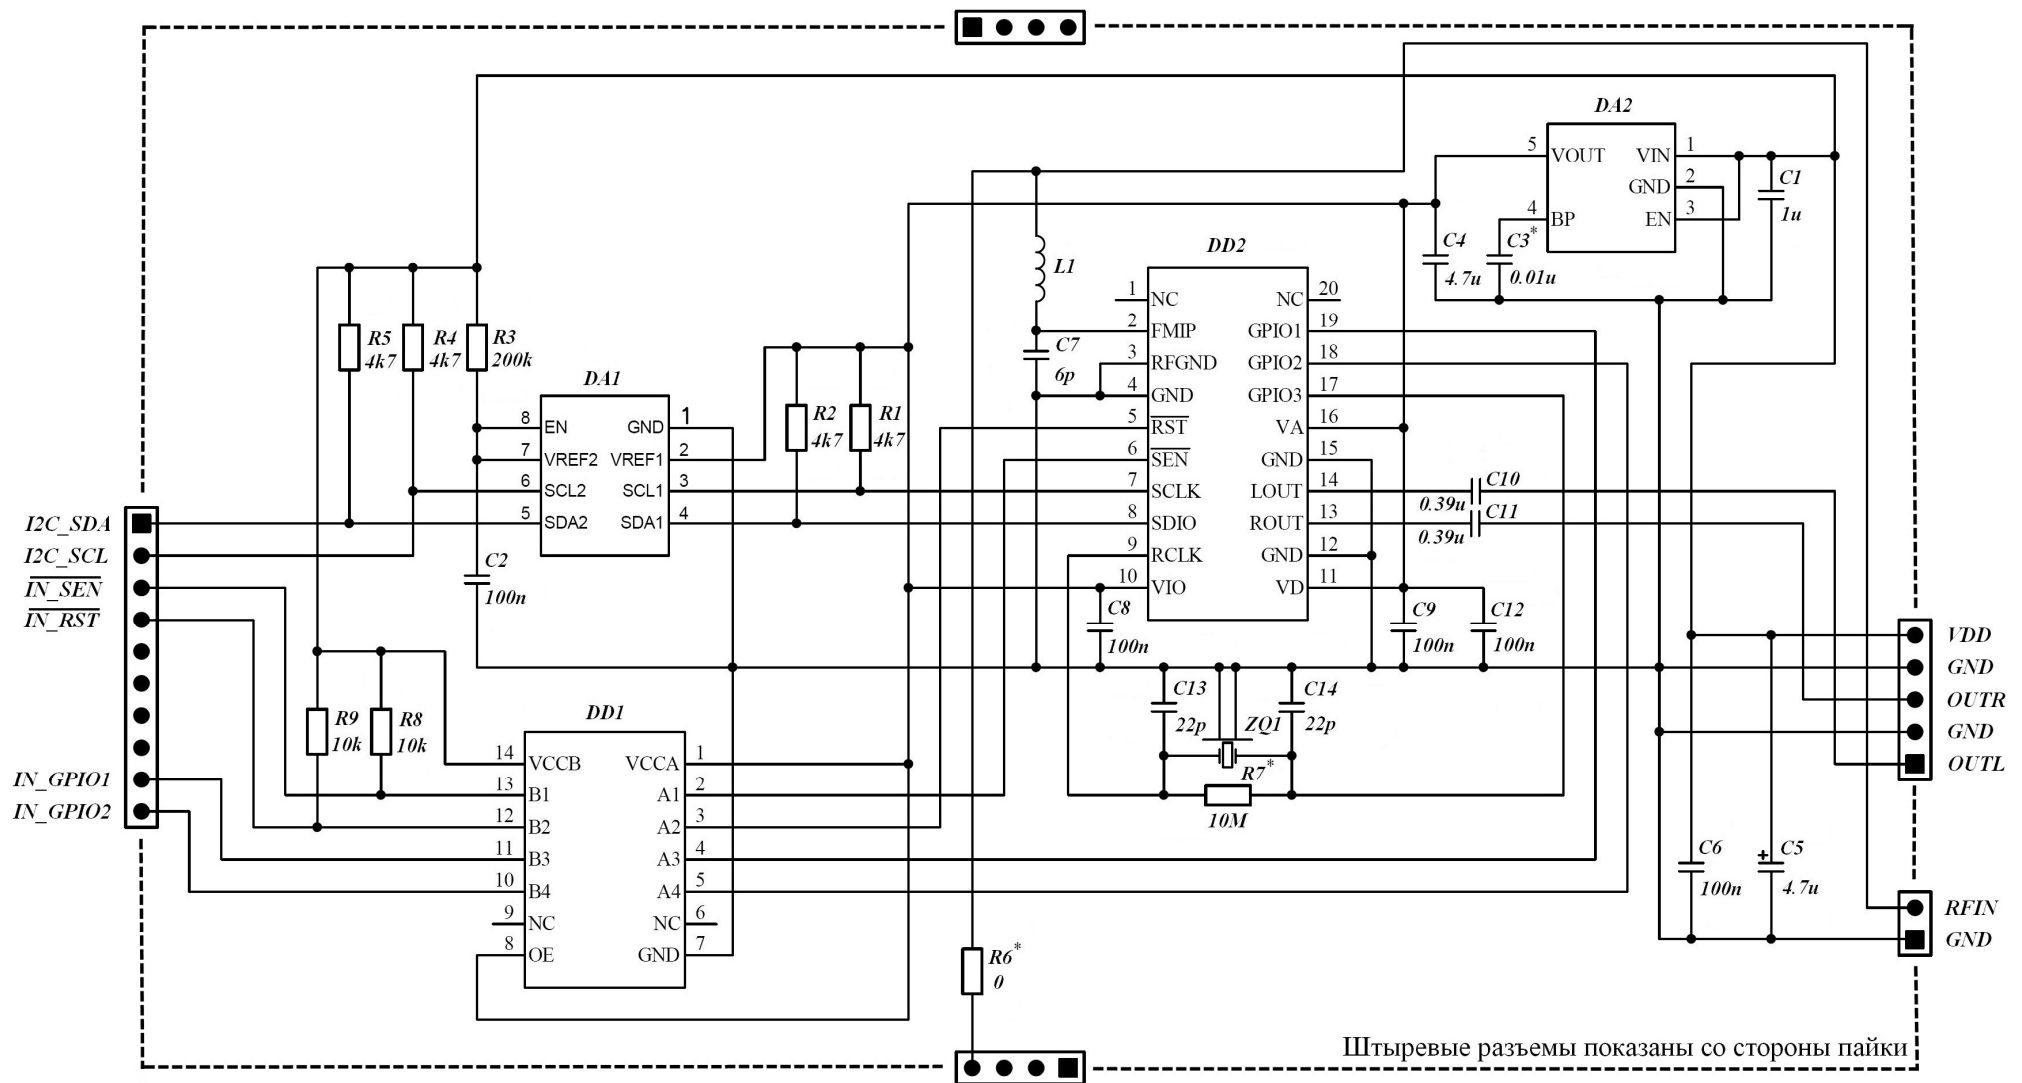 DA2
5 VOUT VIN 1
GND 2
4 BP EN 3
C1
1u
C4
4.7u
C3*
0.01u
L1
C7
6p
DD2
1 NC NC 20
2 FMIP GPIO1 19
3 RFGND GPIO2 18
4 GND GPIO3 17
5 RST VA 16
6 SEN GND 15
7 SCLK LOUT 14
8 SDIO ROUT 13
9 RCLK GND 12
10 VIO VD 11
R5
4k7
R4
4k7
R3
200k
DA1
8 EN GND 1
7 VREF2 VREF1 2
6 SCL2 SCL1 3
5 SDA2 SDA1 4
R2
4k7
R1
4k7
C10
0.39u
C11
0.39u
I2C_SDA
I2C_SCL
IN_SEN
IN_RST
IN_GPIO1
IN_GPIO2
C2
100n
C8
100n
C9
100n
C12
100n
VDD
GND
OUTR
GND
OUTL
R9
10k
R8
10k
DD1
14 VCCB VCCA 1
13 B1 A1 2
12 B2 A2 3
11 B3 A3 4
10 B4 A4 5
9 NC NC 6
8 OE GND 7
C13
22p
ZQ1
C14
22p
R7*
10M
C6
100n
+ C5
4.7u
RFIN
GND
R6*
0
Штыревые разъемы показаны со стороны пайки